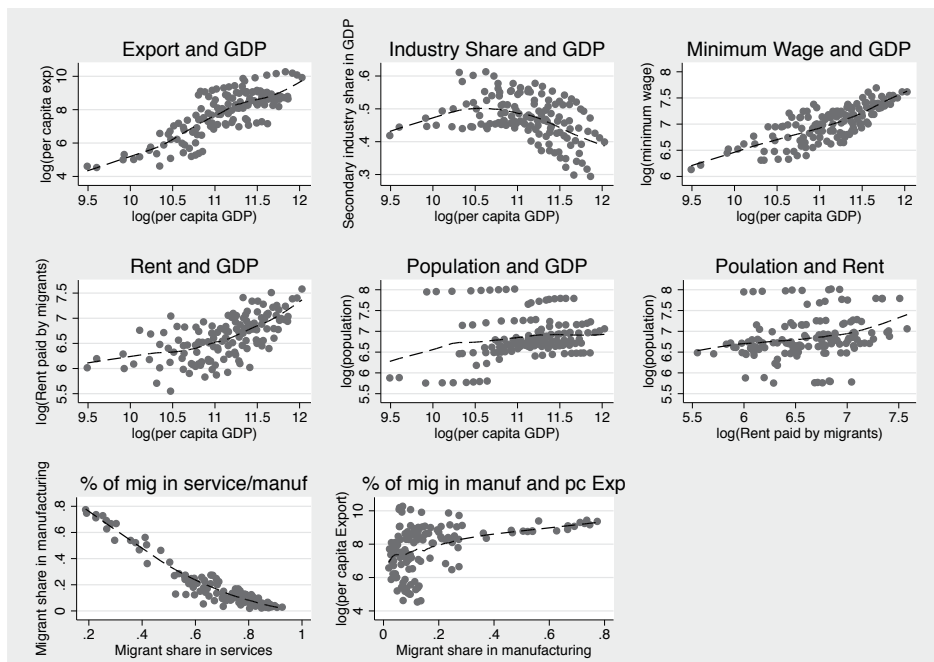 Export and GDP
log(per capita exp)
10
8
6
4
9.5 10 10.5 11 11.5 12
log(per capita GDP)
Industry Share and GDP
Secondary industry share in GDP
.6
.5
.4
.3
9.5 10 10.5 11 11.5 12
log(per capita GDP)
Minimum Wage and GDP
log(minimum wage)
8
7.5
7
6.5
6
9.5 10 10.5 11 11.5 12
log(per capita GDP)
Rent and GDP
log(Rent paid by migrants)
7.5
7
6.5
6
5.5
9.5 10 10.5 11 11.5 12
log(per capita GDP)
Population and GDP
log(population)
8
7.5
7
6.5
6
5.5
9.5 10 10.5 11 11.5 12
log(per capita GDP)
Poulation and Rent
log(population)
8
7.5
7
6.5
6
5.5
5.5 6 6.5 7 7.5
log(Rent paid by migrants)
% of mig in service/manuf
Migrant share in manufacturing
.8
.6
.4
.2
0
.2 .4 .6 .8 1
Migrant share in services
% of mig in manuf and pc Exp
log(per capita Export)
10
8
6
4
0 .2 .4 .6 .8
Migrant share in manufacturing